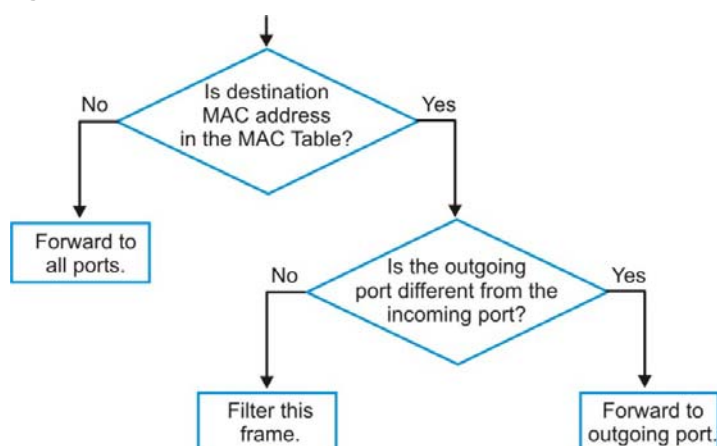 Is destination
MAC address
in the MAC Table?
No
Yes
Forward to
all ports.
Is the outgoing
port different from the
incoming port?
No
Yes
Filter this
frame.
Forward to
outgoing port.